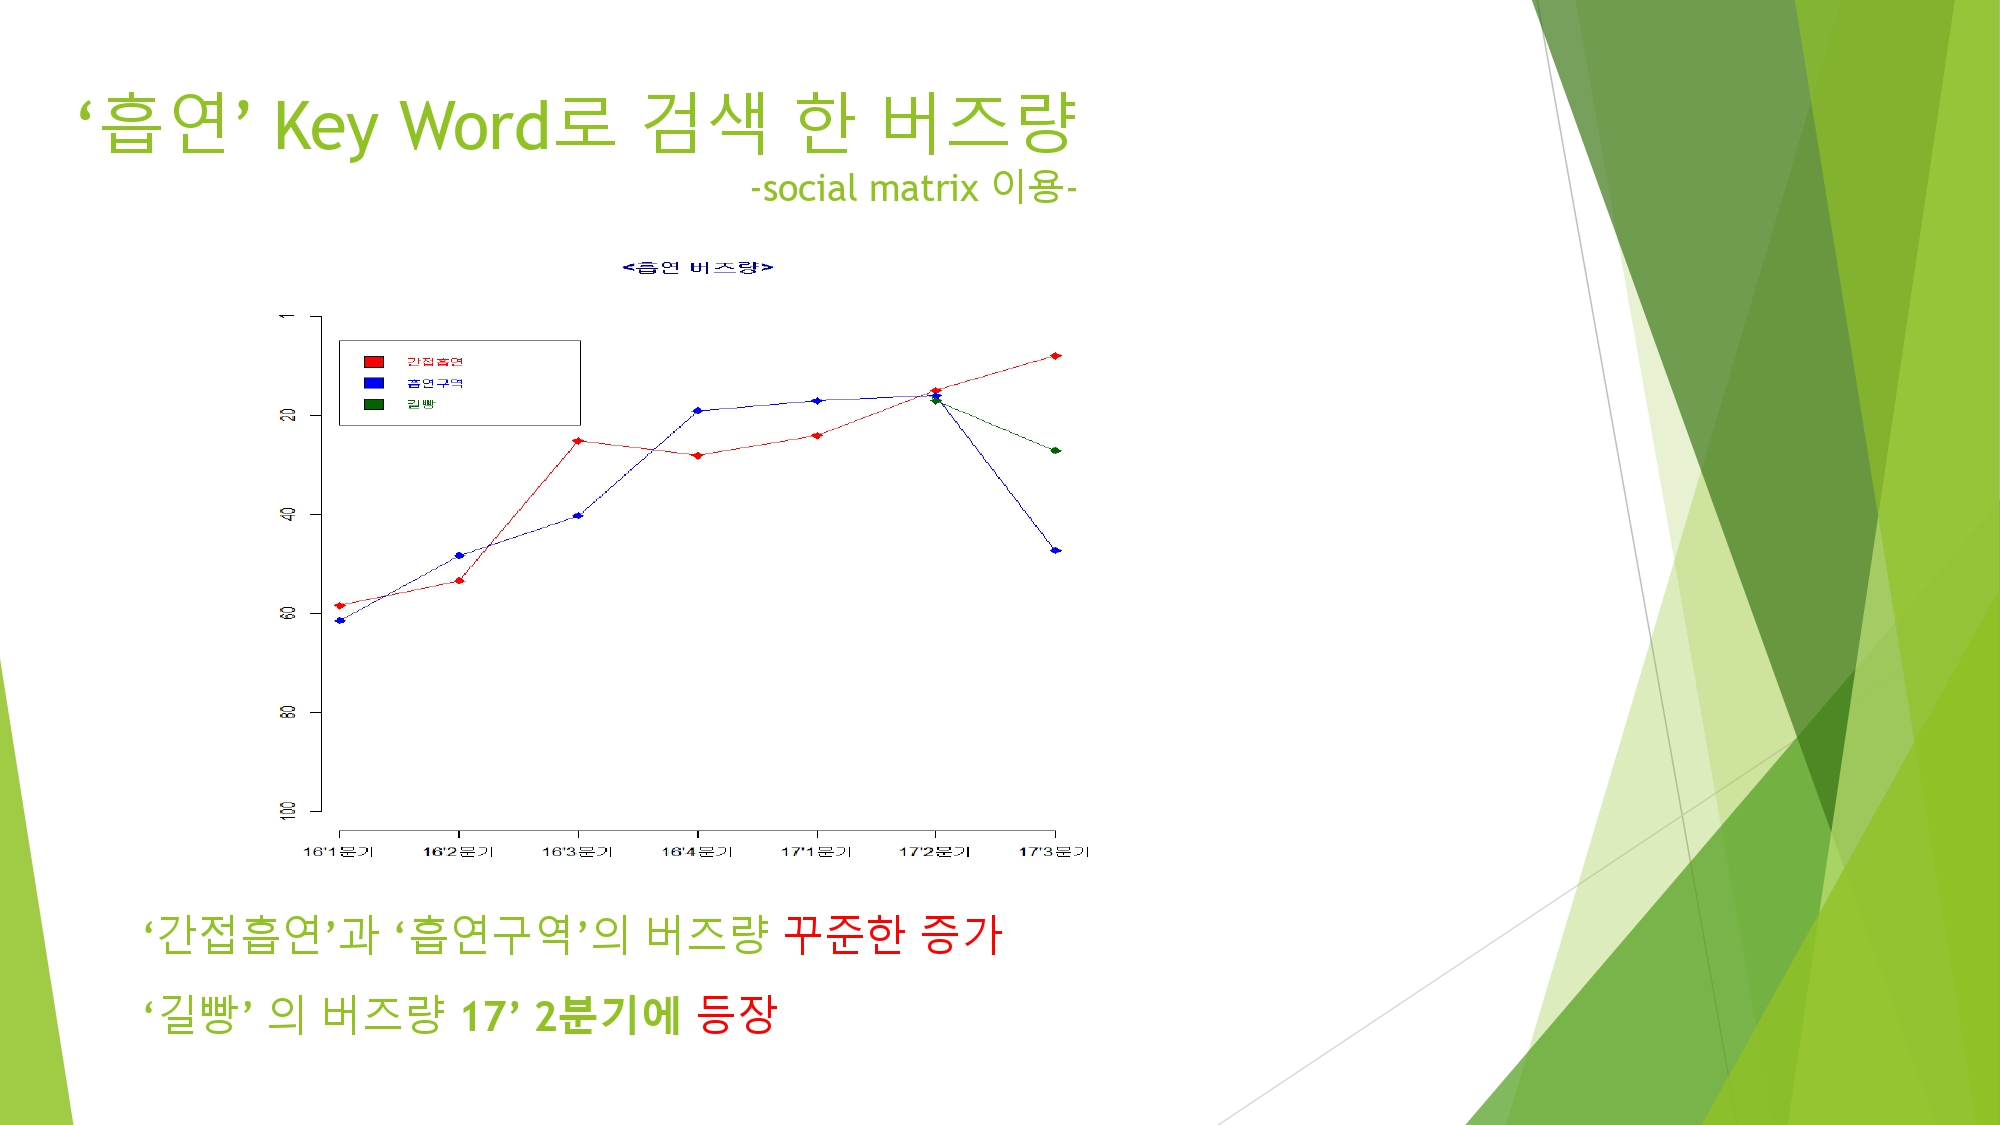 ‘흡연’ Key Word로 검색 한 버즈량
-social matrix 이용-
<흡연 버즈량>
1
간접흡연
흡연구역
길빵
20
40
60
80
100
16'1분기 16'2분기 16'3분기 16'4분기 17'1분기 17'2분기 17'3분기
‘간접흡연’과 ‘흡연구역’의 버즈량 꾸준한 증가
‘길빵’ 의 버즈량 17’ 2분기에 등장